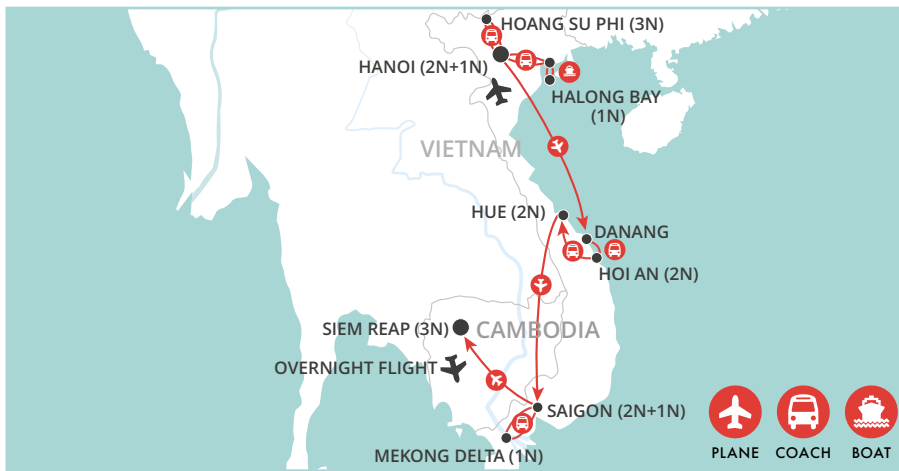 HOANG SU PHI (3N)
HANOI (2N+1N)
HALONG BAY
(1N)
VIETNAM
HUE (2N)
DANANG
HOI AN (2N)
SIEM REAP (3N)
CAMBODIA
OVERNIGHT FLIGHT
SAIGON (2N+1N)
MEKONG DELTA (1N)
PLANE
COACH
BOAT